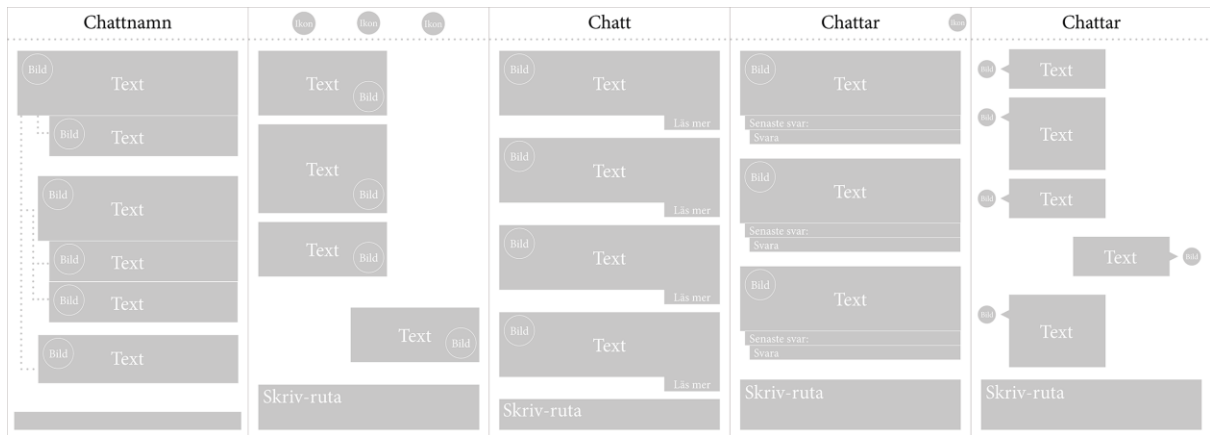 Chattnamn
Bild
Text
Bild
Text
Bild
Text
Bild
Text
Bild
Text
Bild
Text
Ikon
Ikon
Ikon
Text
Bild
Text
Bild
Text
Bild
Text
Bild
Skriv-ruta
Chatt
Bild
Text
Läs mer
Bild
Text
Läs mer
Bild
Text
Läs mer
Bild
Text
Läs mer
Skriv-ruta
Chattar
Ikon
Bild
Text
Senaste svar:
Svara
Bild
Text
Senaste svar:
Svara
Bild
Text
Senaste svar:
Svara
Skriv-ruta
Chattar
Bild
Text
Bild
Text
Bild
Text
Text
Bild
Bild
Text
Skriv-ruta